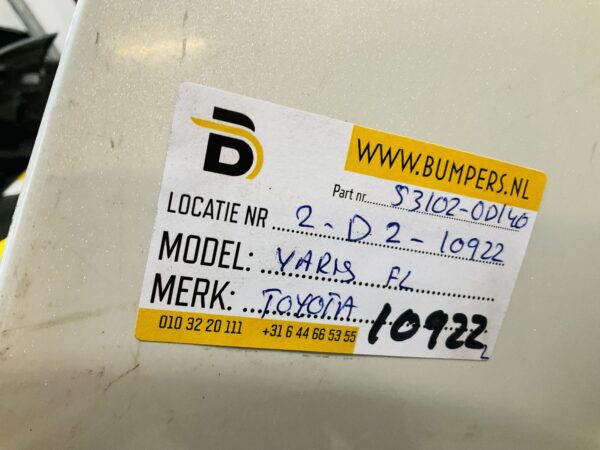 B
WWW.BUMPERS.NL
Part nr. 53102-0D140
LOCATIE NR 2-D2-10922
MODEL: YARIS FL
MERK: TOYOTA
10922
010 32 20 111 +31 6 44 66 53 55